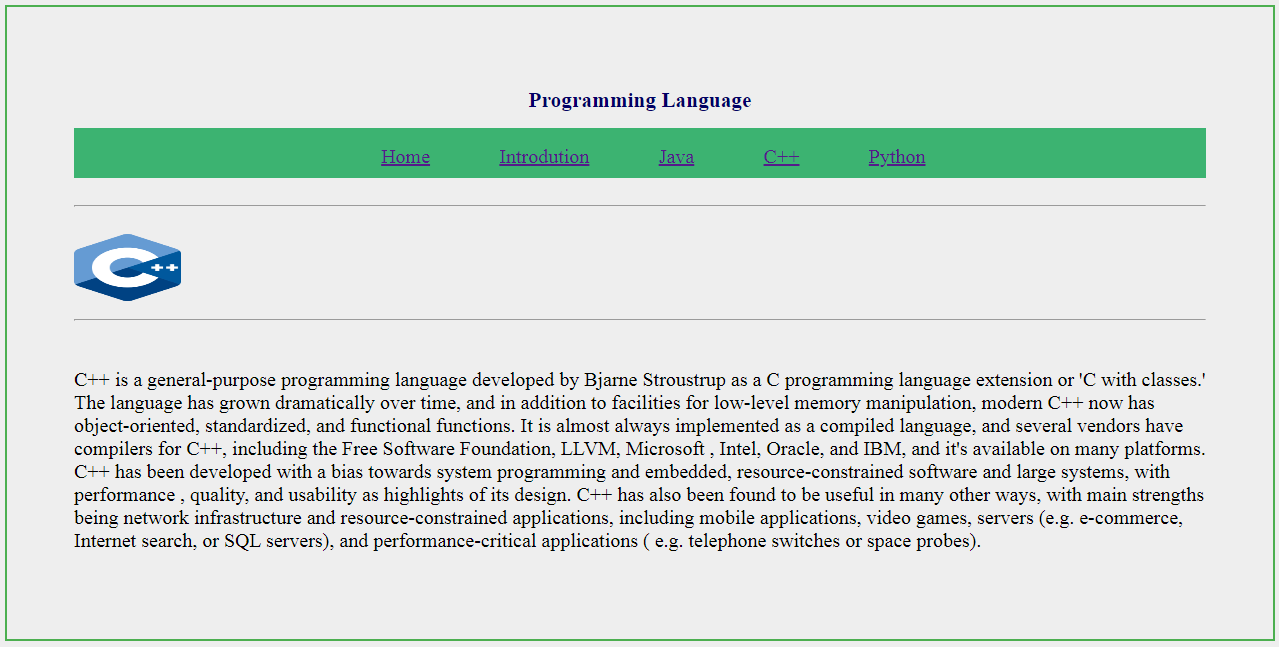 Programming Language
Home Introdution Java C++ Python
C++
C++ is a general-purpose programming language developed by Bjarne Stroustrup as a C programming language extension or 'C with classes.'
The language has grown dramatically over time, and in addition to facilities for low-level memory manipulation, modern C++ now has
object-oriented, standardized, and functional functions. It is almost always implemented as a compiled language, and several vendors have
compilers for C++, including the Free Software Foundation, LLVM, Microsoft , Intel, Oracle, and IBM, and it's available on many platforms.
C++ has been developed with a bias towards system programming and embedded, resource-constrained software and large systems, with
performance , quality, and usability as highlights of its design. C++ has also been found to be useful in many other ways, with main strengths
being network infrastructure and resource-constrained applications, including mobile applications, video games, servers (e.g. e-commerce,
Internet search, or SQL servers), and performance-critical applications ( e.g. telephone switches or space probes).